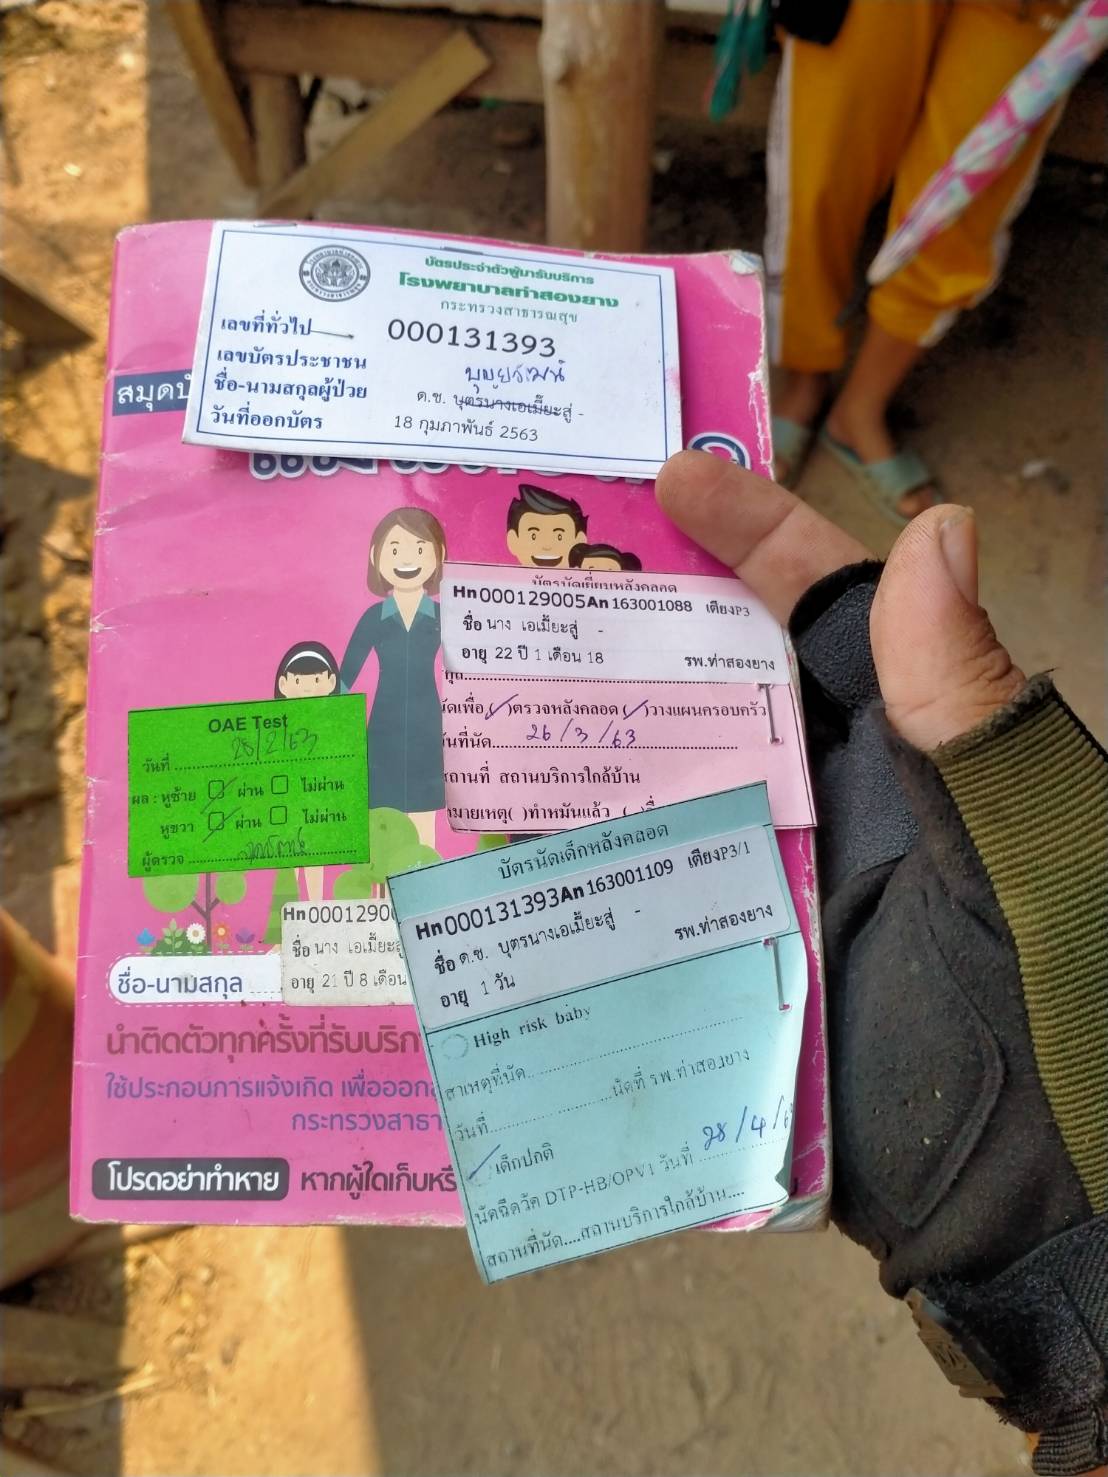 บัตรประจำตัวผู้มารับบริการ
โรงพยาบาลท่าสองยาง
กระทรวงสาธารณสุข
เลขที่ทั่วไป 000131393
เลขบัตรประชาชน
ชื่อ-นามสกุลผู้ป่วย ด.ช. บุตรนางเอเมี๊ยะสู่ -
วันที่ออกบัตร 18 กุมภาพันธ์ 2563
บัตรนัดเยี่ยมหลังคลอด
Hn000129005An163001088 เตียงP3
ชื่อ นาง เอเมี๊ยะสู่ -
อายุ 22 ปี 1 เดือน 18 รพ.ท่าสองยาง
( )ตรวจหลังคลอด ( )วางแผนครอบครัว
26/3/63
สถานที่ สถานบริการใกล้บ้าน
( )ทำหมันแล้ว
OAE Test
วันที่ 28/2/63
ผล : หูซ้าย ผ่าน ไม่ผ่าน
หูขวา ผ่าน ไม่ผ่าน
ผู้ตรวจ
บัตรนัดเด็กหลังคลอด
Hn000131393An163001109 เตียงP3/1
ชื่อ ด.ช. บุตรนางเอเมี๊ยะสู่ -
อายุ 1 วัน รพ.ท่าสองยาง
High risk baby
สาเหตุที่นัด
วันที่ นัดที่ รพ.ท่าสองยาง
เด็กปกติ
นัดฉีดวัค DTP-HB/OPV1 วันที่ 28/4/6
สถานที่นัด....สถานบริการใกล้บ้าน....
Hn00012900
ชื่อ นาง เอเมี๊ยะ
อายุ 21 ปี 8 เดือน
ชื่อ-นามสกุล
นำติดตัวทุกครั้งที่รับบริก
ใช้ประกอบการแจ้งเกิด เพื่อออก
กระทรวงสาธา
โปรดอย่าทำหาย หากผู้ใดเก็บ